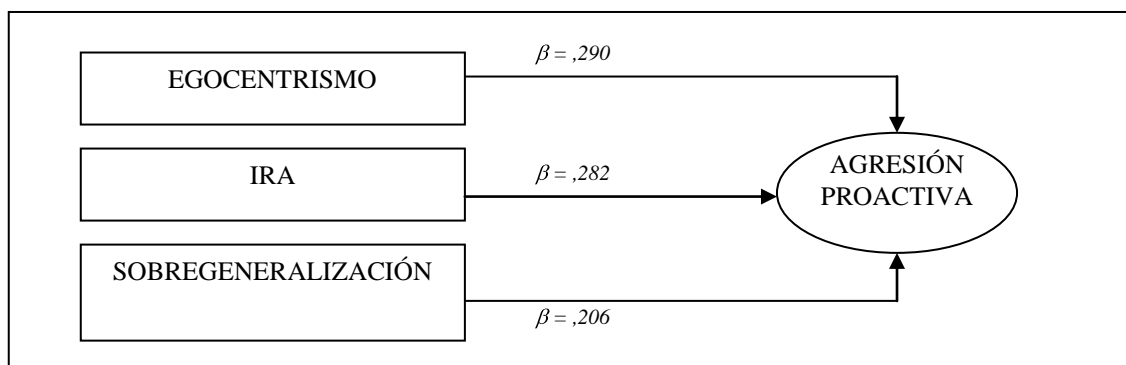 β = ,290
EGOCENTRISMO
IRA
β = ,282
AGRESIÓN
PROACTIVA
SOBREGENERALIZACIÓN
β = ,206